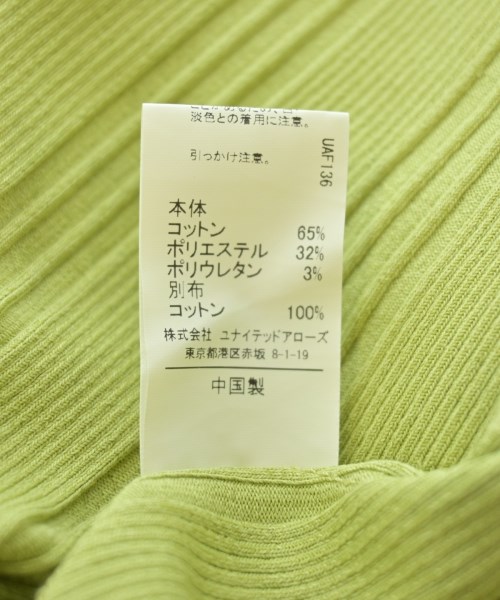 淡色との着用に注意。
引っかけ注意。
UAF136
本体
コットン 65%
ポリエステル 32%
ポリウレタン 3%
別布
コットン 100%
株式会社 ユナイテッドアローズ
東京都港区赤坂 8-1-19
中国製